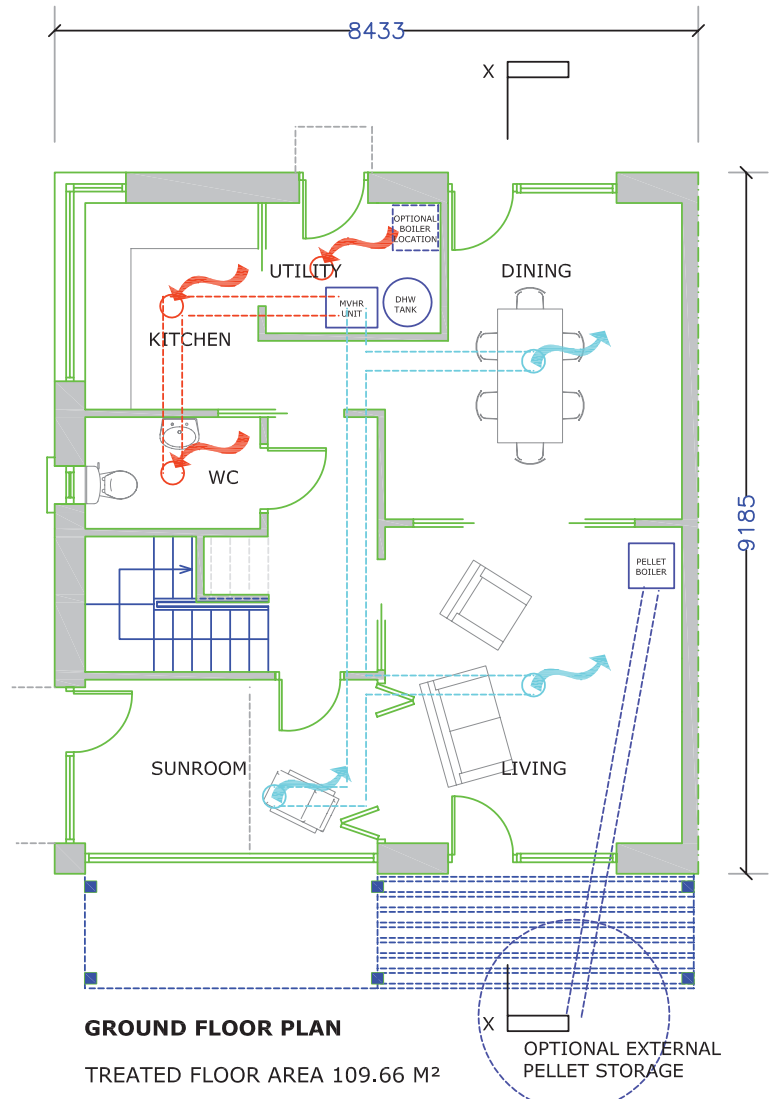 8433
X
OPTIONAL
BOILER
LOCATION
UTILITY
DINING
MVHR
UNIT
DHW
TANK
KITCHEN
WC
9185
PELLET
BOILER
SUNROOM
LIVING
X
GROUND FLOOR PLAN
OPTIONAL EXTERNAL
PELLET STORAGE
TREATED FLOOR AREA 109.66 M²